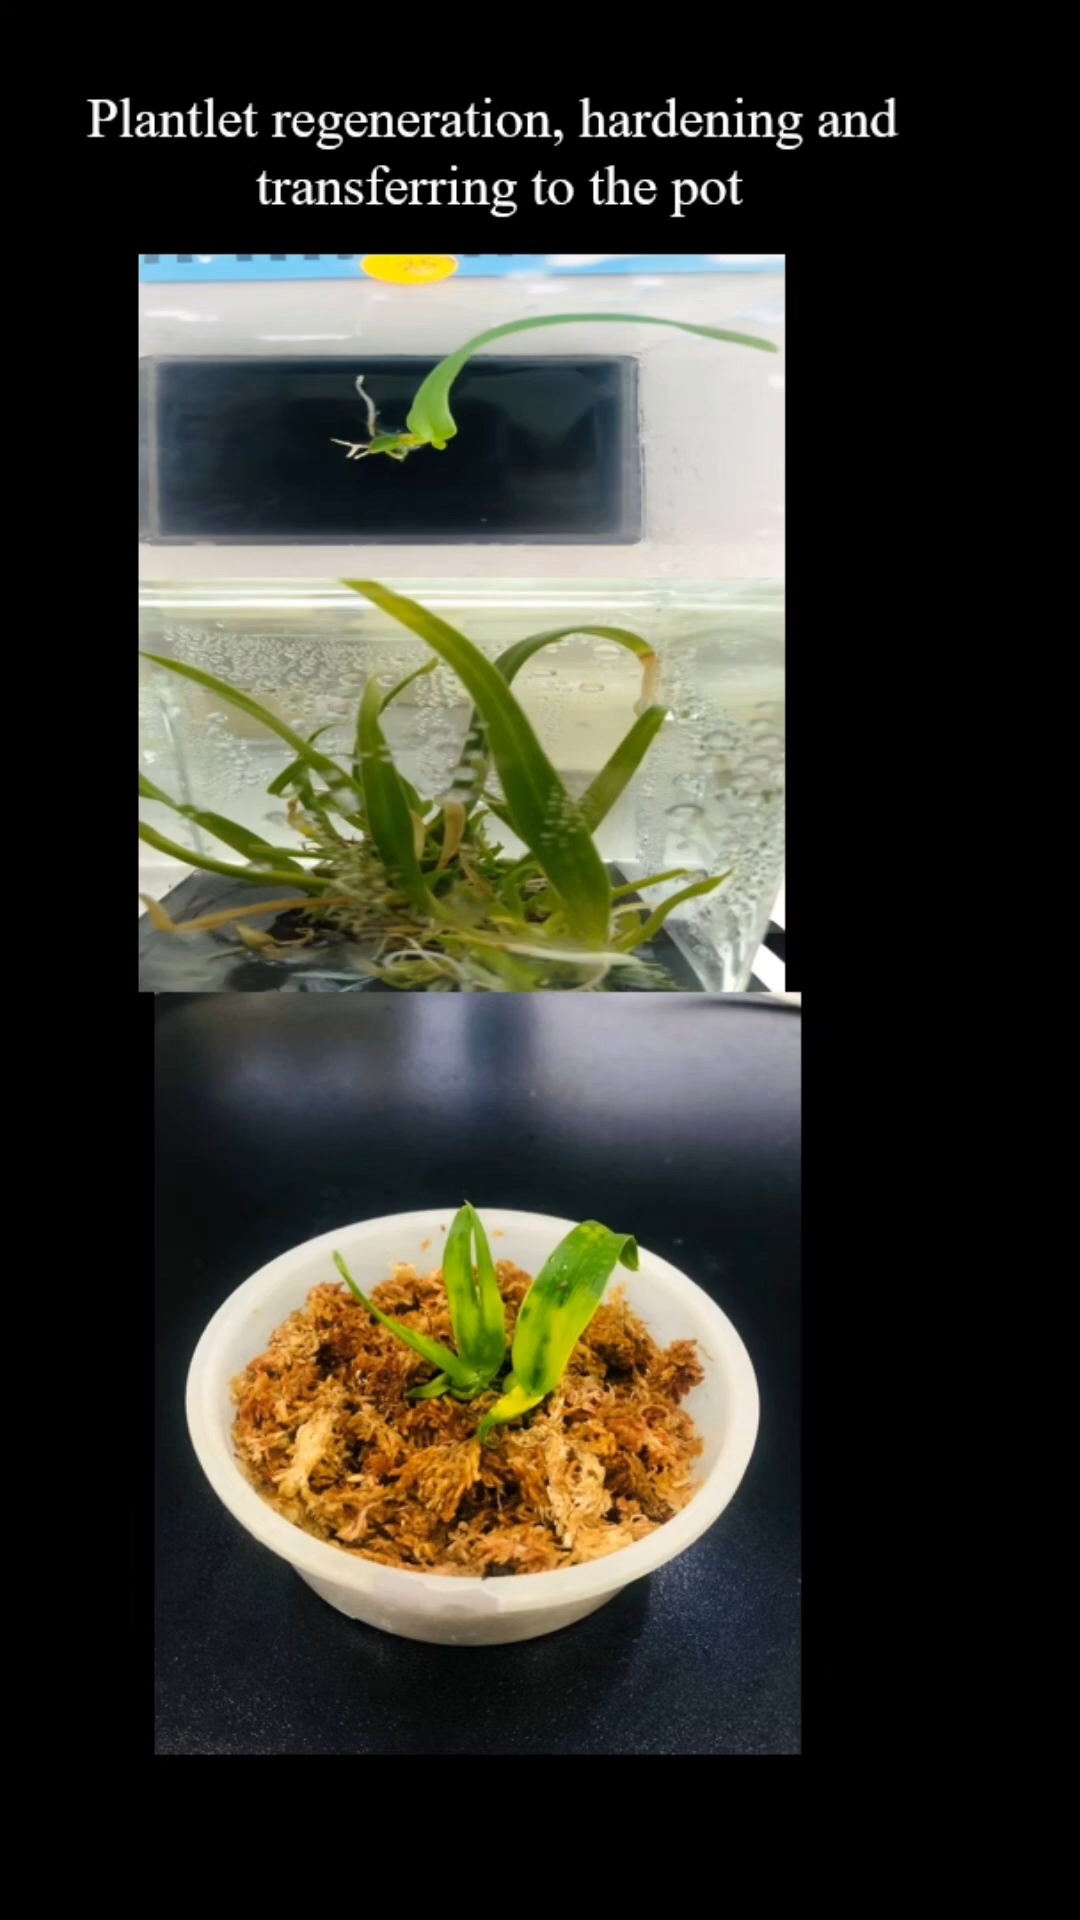 Plantlet regeneration, hardening and
transferring to the pot